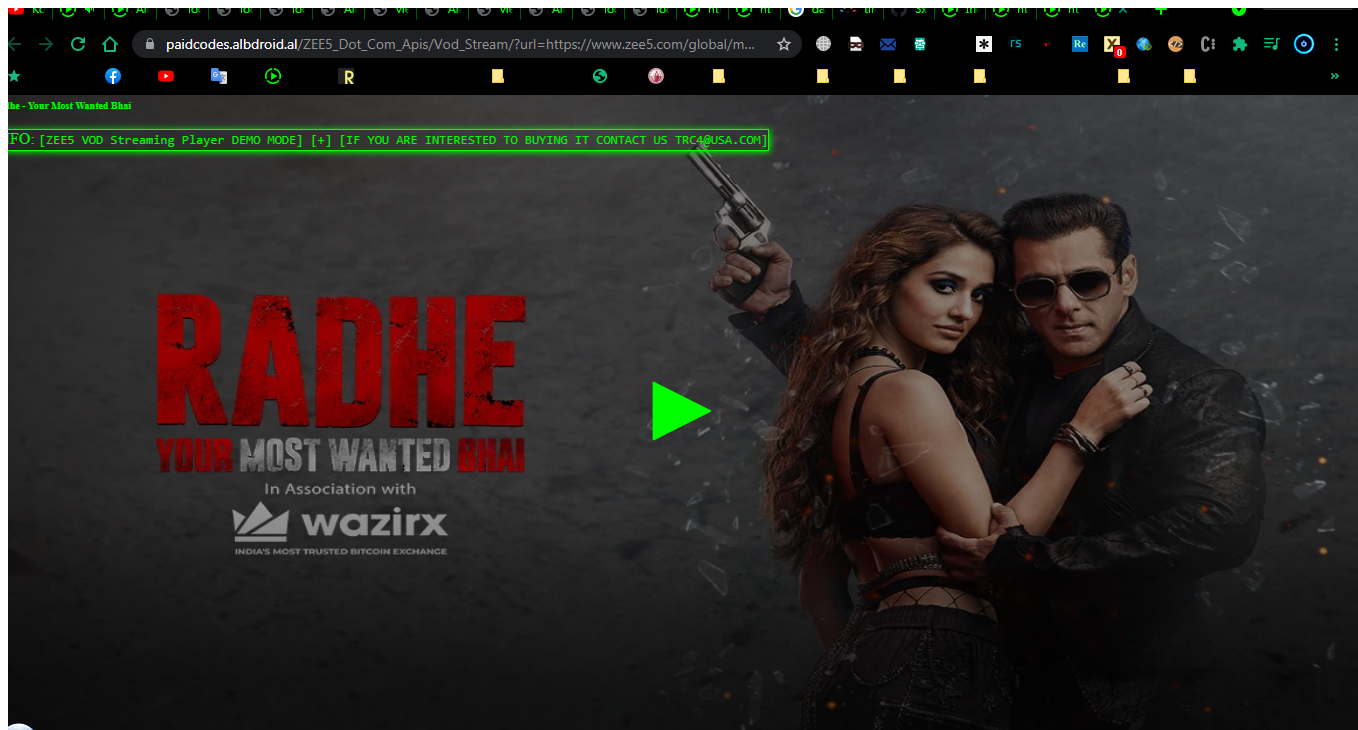 paidcodes.albdroid.al/ZEE5_Dot_Com_Apis/Vod_Stream/?url=https://www.zee5.com/global/m...
rs
Re
0
R
- Your Most Wanted Bhai
FO: [ZEE5 VOD Streaming Player DEMO MODE] [+] [IF YOU ARE INTERESTED TO BUYING IT CONTACT US TRC4@USA.COM]
RADHE
YOUR MOST WANTED BHAI
In Association with
wazirx
INDIA'S MOST TRUSTED BITCOIN EXCHANGE